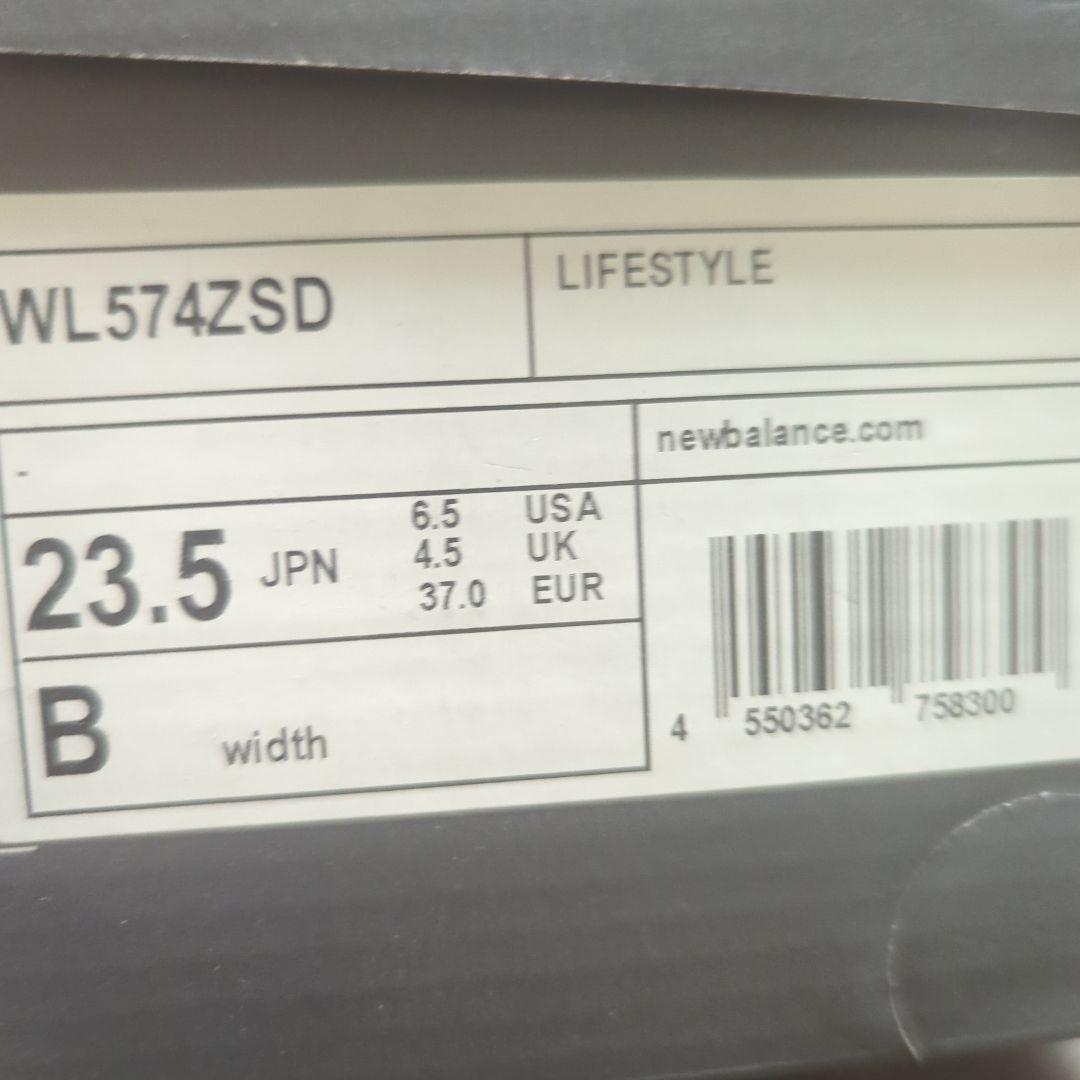 WL574ZSD
LIFESTYLE
-
newbalance.com
23.5 JPN
6.5 USA
4.5 UK
37.0 EUR
B width
4 550362 758300